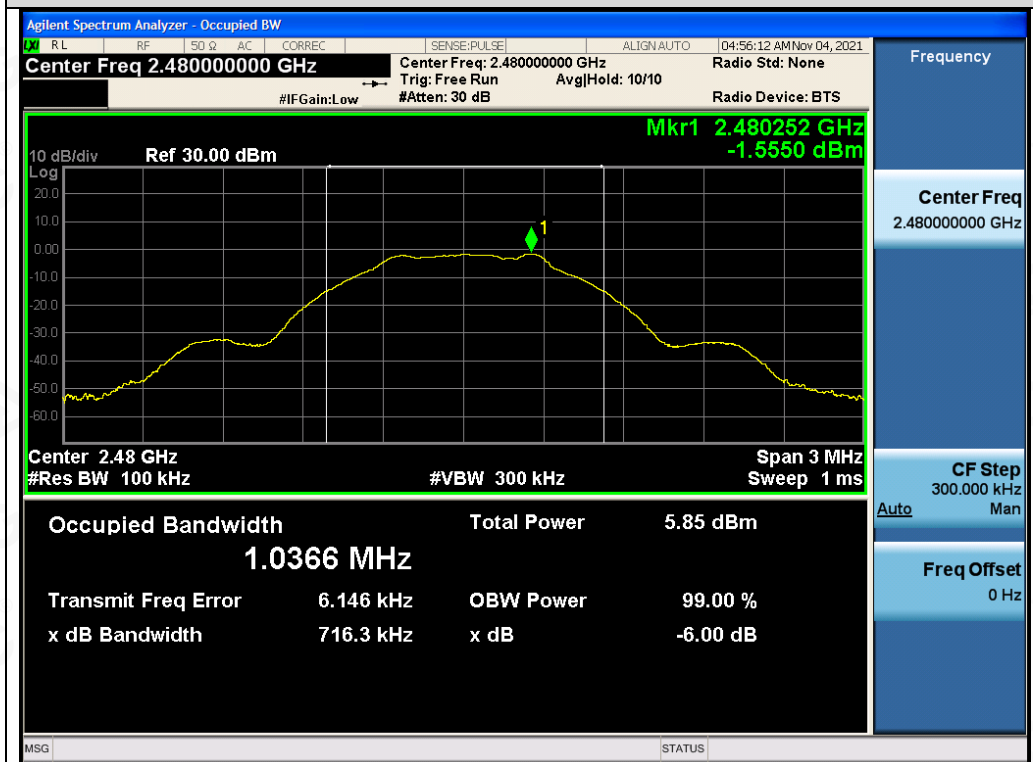 Agilent Spectrum Analyzer - Occupied BW
LXI RL RF 50 Ω AC CORREC SENSE:PULSE ALIGN AUTO 04:56:12 AM Nov 04, 2021
Center Freq 2.480000000 GHz
Center Freq: 2.480000000 GHz
Radio Std: None
Trig: Free Run Avg|Hold: 10/10
#IFGain:Low #Atten: 30 dB Radio Device: BTS
Mkr1 2.480252 GHz
-1.5550 dBm
10 dB/div Ref 30.00 dBm
Log
20.0
10.0
0.00
-10.0
-20.0
-30.0
-40.0
-50.0
-60.0
1
Center 2.48 GHz Span 3 MHz
#Res BW 100 kHz #VBW 300 kHz Sweep 1 ms
Occupied Bandwidth Total Power 5.85 dBm
1.0366 MHz
Transmit Freq Error 6.146 kHz OBW Power 99.00 %
x dB Bandwidth 716.3 kHz x dB -6.00 dB
MSG STATUS
Frequency
Center Freq
2.480000000 GHz
CF Step
300.000 kHz
Auto Man
Freq Offset
0 Hz